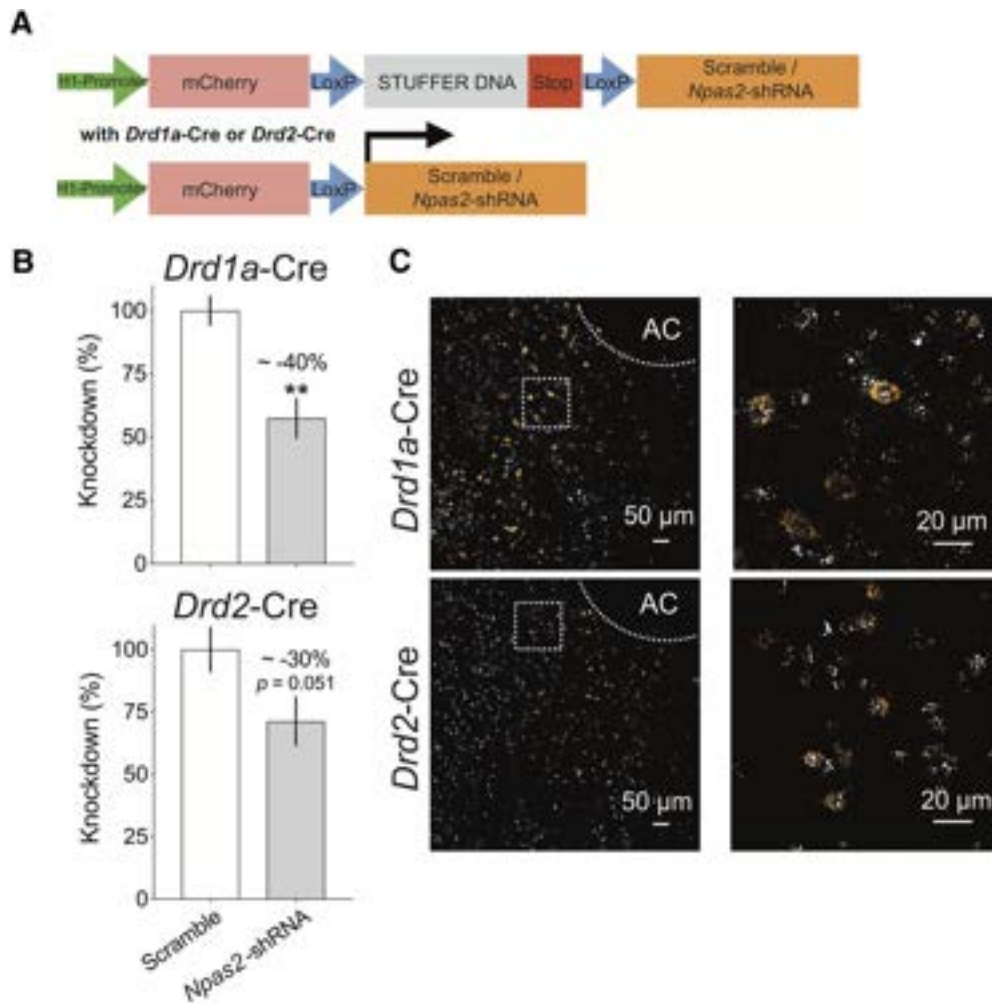 A
H1-Promoter
mCherry
LoxP
STUFFER DNA
Stop
LoxP
Scramble /
Npas2-shRNA
with Drd1a-Cre or Drd2-Cre
H1-Promoter
mCherry
LoxP
Scramble /
Npas2-shRNA
B
Drd1a-Cre
Knockdown (%)
100
75
50
25
0
~ -40%
**
Drd2-Cre
Knockdown (%)
100
75
50
25
0
~ -30%
p = 0.051
Scramble
Npas2-shRNA
C
Drd1a-Cre
AC
50 µm
20 µm
Drd2-Cre
AC
50 µm
20 µm